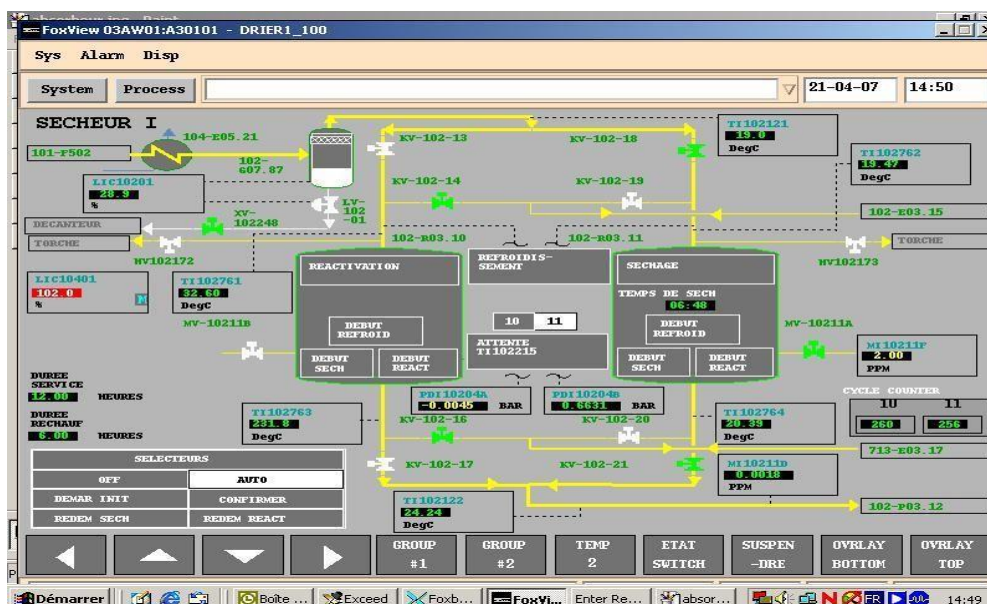 FoxView 03AW01:A30101 - DRIER1_100
Sys Alarm Disp
System Process 21-04-07 14:50
SECHEUR I
104-E05.21
101-F502
102-
G07.87
KV-102-13
KV-102-18
TI102121
19.0
DegC
TI102762
19.47
DegC
LIC10201
28.9
%
KV-102-14
KV-102-19
LV-
102
-01
XV-
102248
DECANTEUR
TORCHE
102-E03.15
TORCHE
HV102172
102-R03.10
102-R03.11
HV102173
LIC10401
102.0
%
M
TI102761
32.60
DegC
REACTIVATION
REFROIDIS-
SEMENT
SECHAGE
TEMPS DE SECH
06:48
MV-10211B
MV-10211A
10 11
DEBUT
REFROID
DEBUT
SECH
DEBUT
REACT
ATTENTE
TI102215
DEBUT
REFROID
DEBUT
SECH
DEBUT
REACT
MI10211F
2.00
PPM
DUREE
SERVICE
12.00 HEURES
DUREE
RECHAUF
6.00 HEURES
PDI10204A
-0.0045 BAR
PDI10204B
0.6631 BAR
CYCLE COUNTER
10 11
260 256
TI102763
231.8
DegC
KV-102-16
KV-102-20
TI102764
20.39
DegC
713-E03.17
SELECTEURS
OFF AUTO
DEMAR INIT CONFIRMER
REDEM SECH REDEM REACT
KV-102-17
KV-102-21
MI10211D
0.0018
PPM
TI102122
24.24
DegC
102-P03.12
GROUP
#1
GROUP
#2
TEMP
2
ETAT
SWITCH
SUSPEN
-DRE
OVRLAY
BOTTOM
OVRLAY
TOP
Démarrer Boîte ... Exceed Foxb... FoxVi... Enter Re... absor... FR 14:49